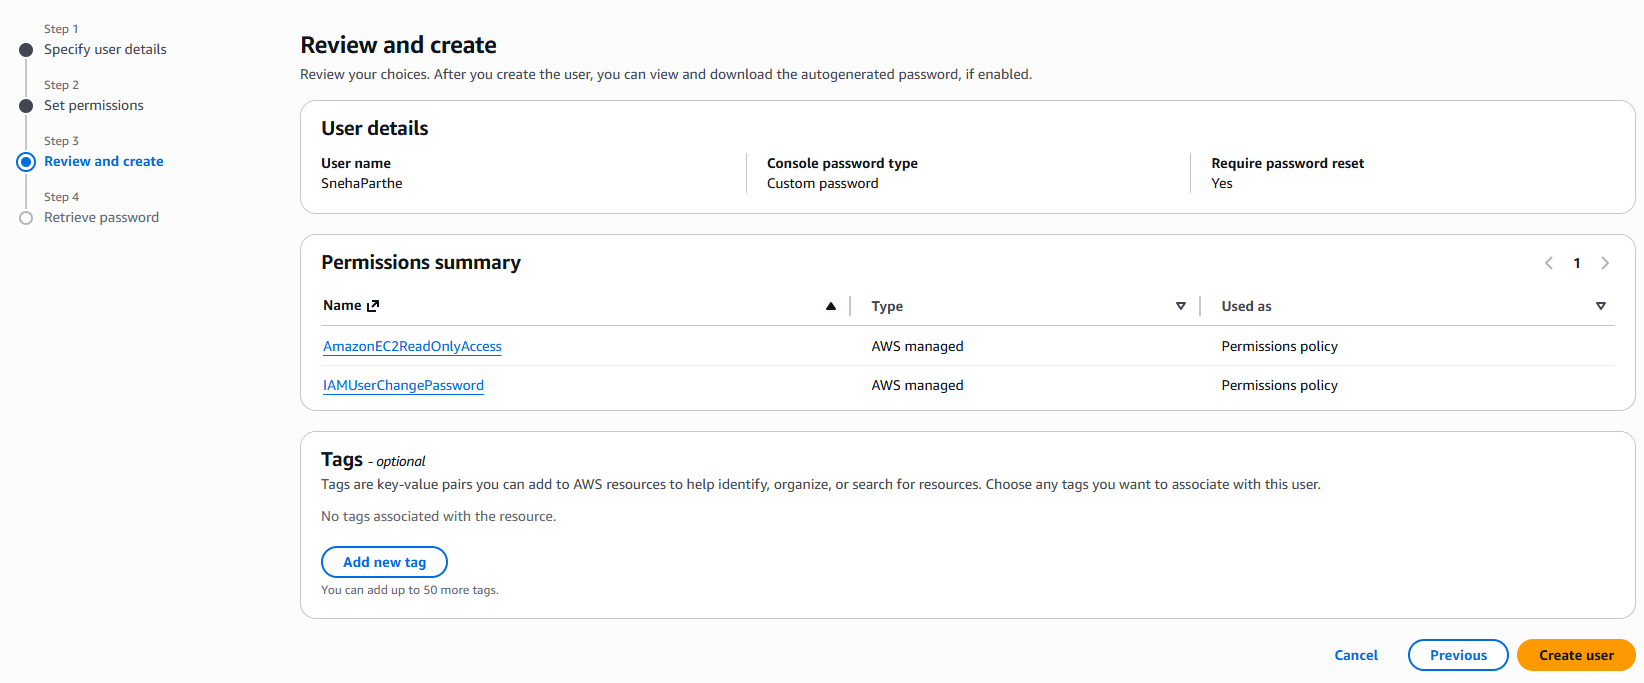 Step 1
Specify user details
Step 2
Set permissions
Step 3
Review and create
Step 4
Retrieve password
Review and create
Review your choices. After you create the user, you can view and download the autogenerated password, if enabled.
User details
User name
SnehaParthe
Console password type
Custom password
Require password reset
Yes
Permissions summary
1
Name Type Used as
AmazonEC2ReadOnlyAccess AWS managed Permissions policy
IAMUserChangePassword AWS managed Permissions policy
Tags - optional
Tags are key-value pairs you can add to AWS resources to help identify, organize, or search for resources. Choose any tags you want to associate with this user.
No tags associated with the resource.
Add new tag
You can add up to 50 more tags.
Cancel Previous Create user